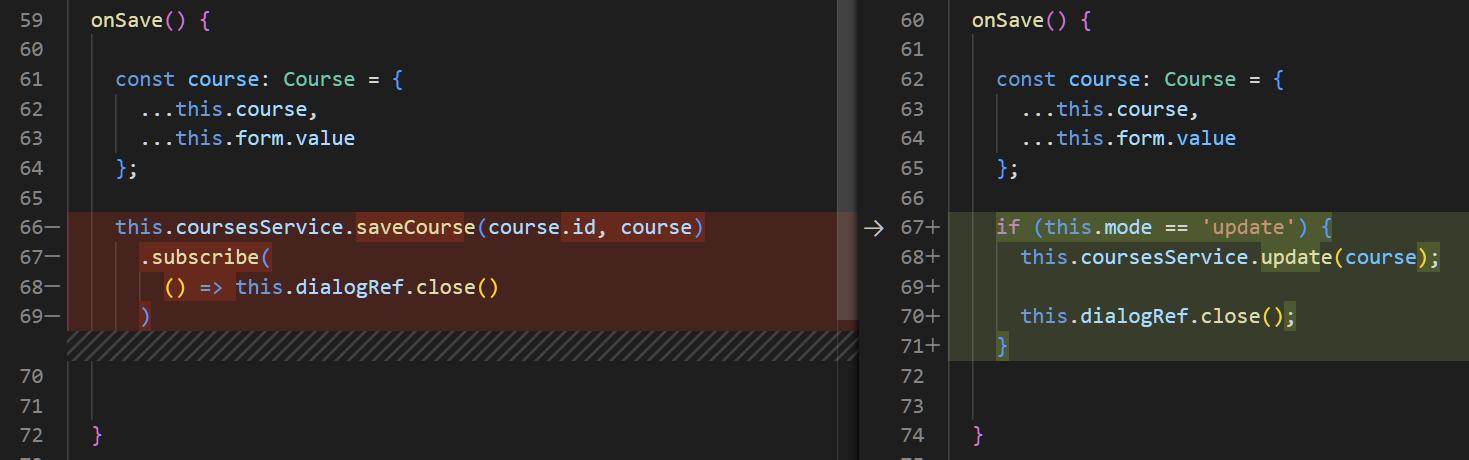 59 onSave() {
60
61 const course: Course = {
62 ...this.course,
63 ...this.form.value
64 };
65
66— this.coursesService.saveCourse(course.id, course)
67— .subscribe(
68— () => this.dialogRef.close()
69— )
70
71
72 }
60 onSave() {
61
62 const course: Course = {
63 ...this.course,
64 ...this.form.value
65 };
66
→ 67+ if (this.mode == 'update') {
68+ this.coursesService.update(course);
69+
70+ this.dialogRef.close();
71+ }
72
73
74 }